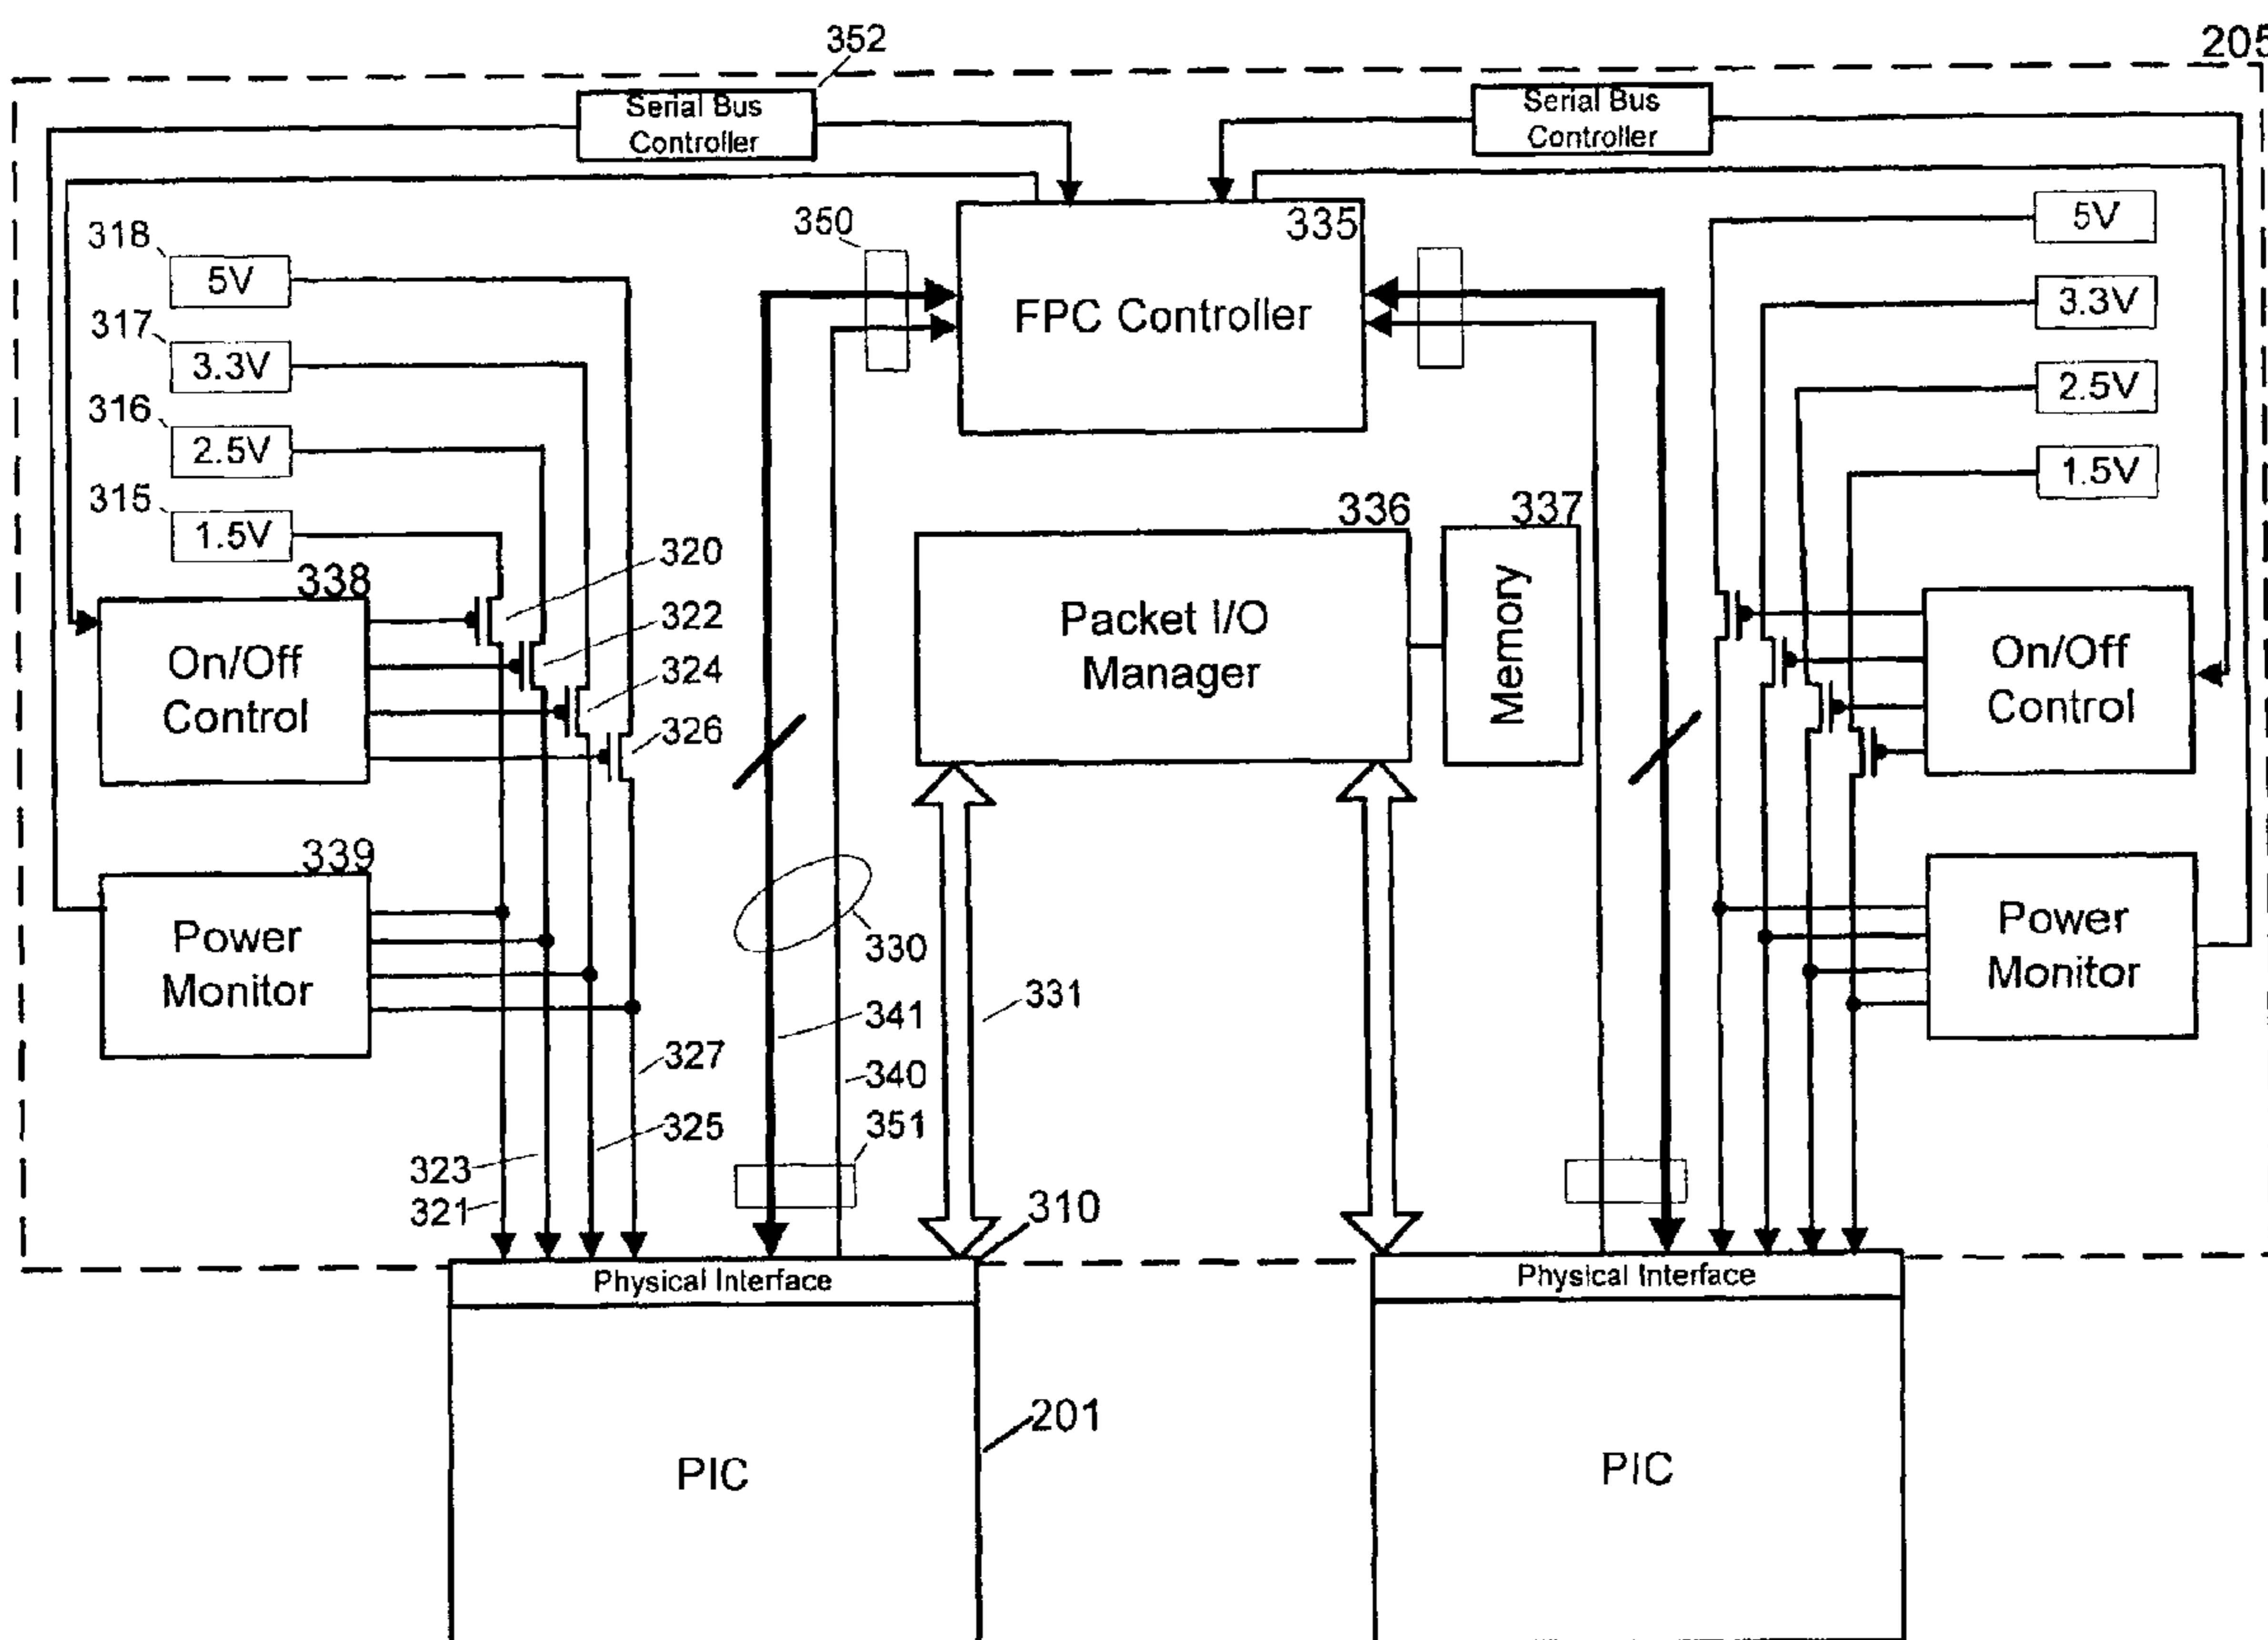 205
352
Serial Bus
Controller
Serial Bus
Controller
318
5V
350
335
FPC Controller
5V
317
3.3V
3.3V
316
2.5V
2.5V
315
1.5V
1.5V
336
337
Packet I/O
Manager
Memory
338
On/Off
Control
320
322
324
326
On/Off
Control
339
Power
Monitor
330
331
341
327
340
325
351
323
321
Power
Monitor
310
Physical Interface
Physical Interface
201
PIC
PIC